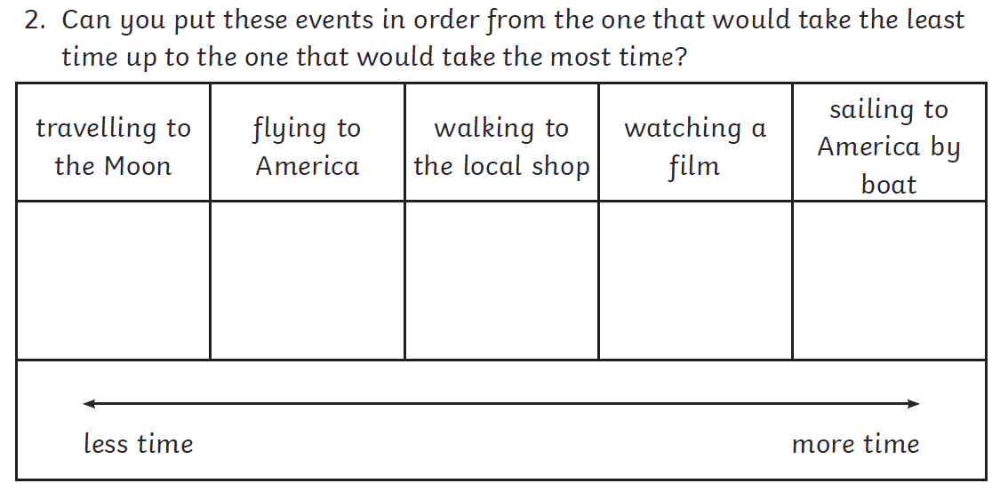 2. Can you put these events in order from the one that would take the least
time up to the one that would take the most time?
travelling to
the Moon
flying to
America
walking to
the local shop
watching a
film
sailing to
America by
boat
less time
more time